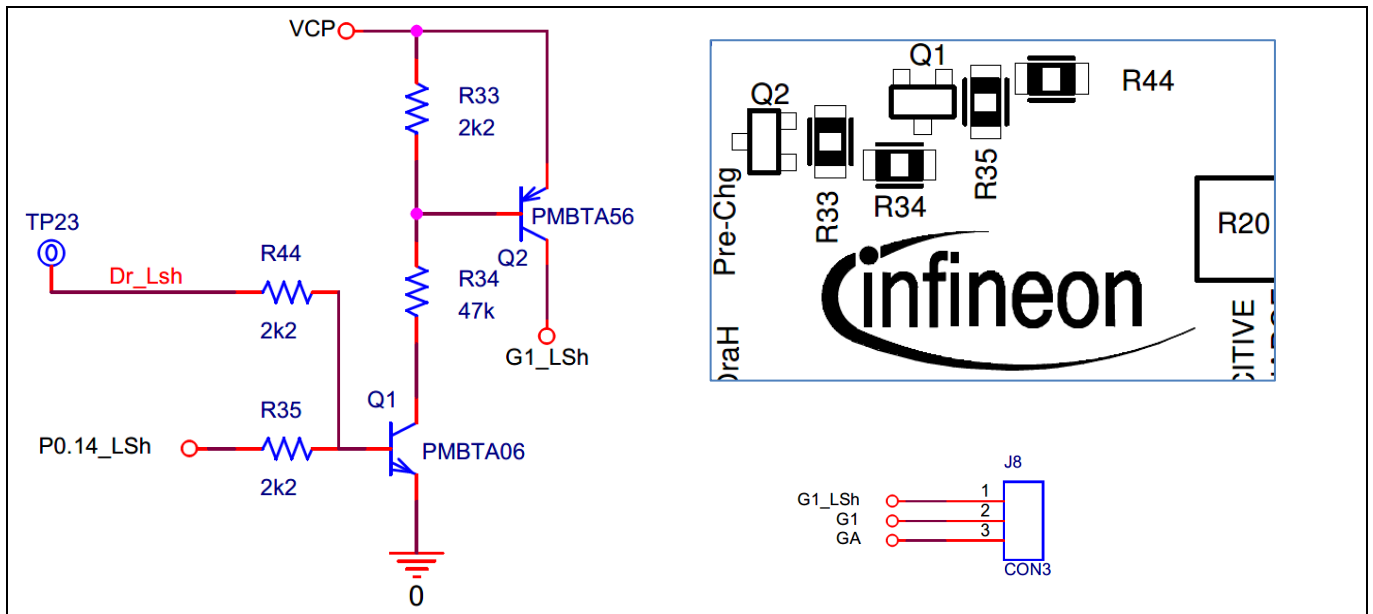 VCP
R33
2k2
PMBTA56
Q2
TP23
0
Dr_Lsh
R44
2k2
R34
47k
G1_LSh
Q1
R35
P0.14_LSh
PMBTA06
2k2
0
Q1
Q2
R44
R35
R33
R34
Pre-Chg
R20
infineon
DraH
CITIVE
J8
G1_LSh
1
G1
2
GA
3
CON3